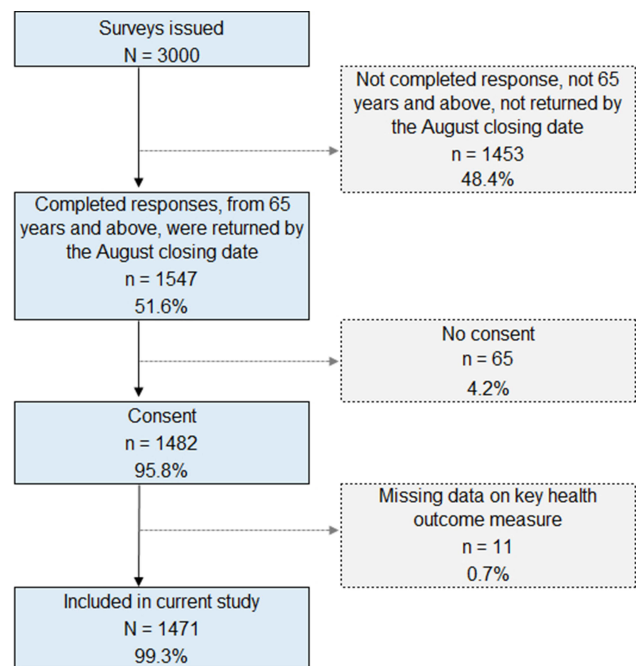 Surveys issued
N = 3000
Not completed response, not 65
years and above, not returned by
the August closing date
n = 1453
48.4%
Completed responses, from 65
years and above, were returned by
the August closing date
n = 1547
51.6%
No consent
n = 65
4.2%
Consent
n = 1482
95.8%
Missing data on key health
outcome measure
n = 11
0.7%
Included in current study
N = 1471
99.3%